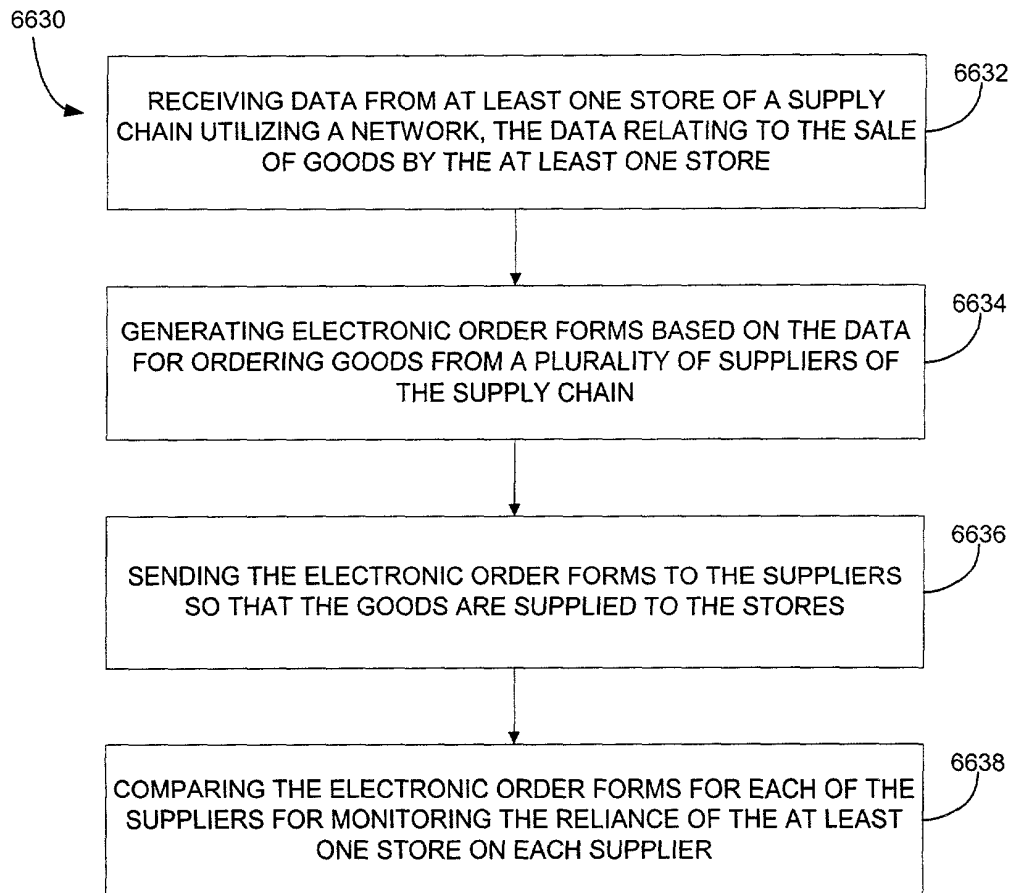 6630
RECEIVING DATA FROM AT LEAST ONE STORE OF A SUPPLY
CHAIN UTILIZING A NETWORK, THE DATA RELATING TO THE SALE
OF GOODS BY THE AT LEAST ONE STORE
6632
GENERATING ELECTRONIC ORDER FORMS BASED ON THE DATA
FOR ORDERING GOODS FROM A PLURALITY OF SUPPLIERS OF
THE SUPPLY CHAIN
6634
SENDING THE ELECTRONIC ORDER FORMS TO THE SUPPLIERS
SO THAT THE GOODS ARE SUPPLIED TO THE STORES
6636
COMPARING THE ELECTRONIC ORDER FORMS FOR EACH OF THE
SUPPLIERS FOR MONITORING THE RELIANCE OF THE AT LEAST
ONE STORE ON EACH SUPPLIER
6638